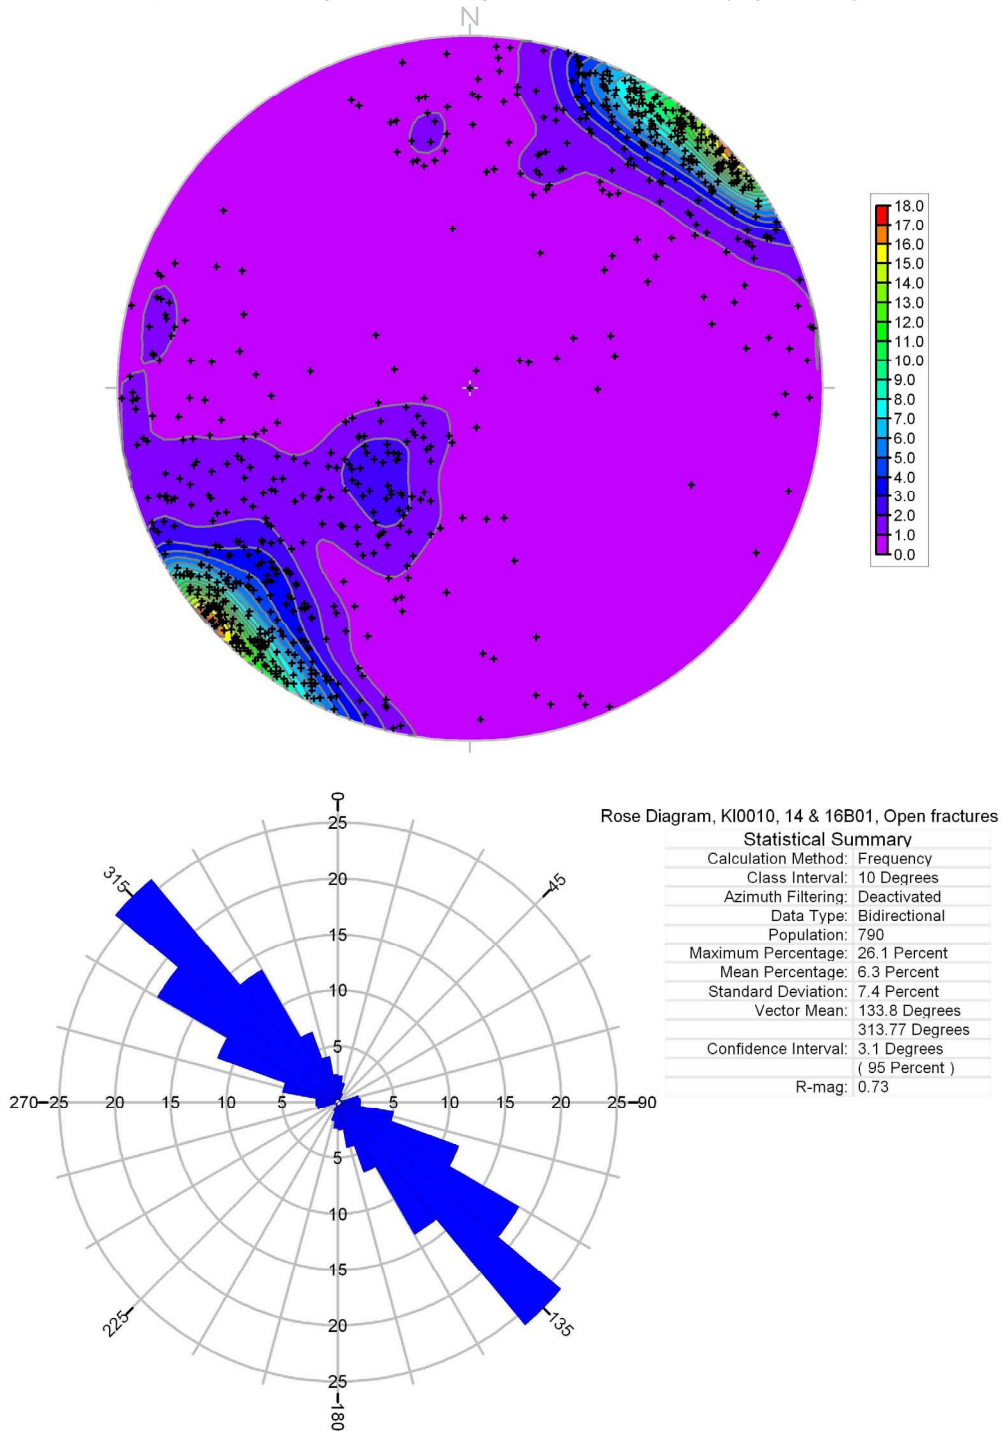 N
18.0
16.0
15.0
14.0
13.0
12.0
11.0
10.0
9.0
8.0
7.0
6.0
5.0
4.0
3.0
2.0
1.0
0.0
Rose Diagram, KI0010, 14 & 16B01, Open fractures
Statistical Summary
Calculation Method: Frequency
Class Interval: 10 Degrees
Azimuth Filtering: Deactivated
Data Type: Bidirectional
Population: 790
Maximum Percentage: 26.1 Percent
Mean Percentage: 6.3 Percent
Standard Deviation: 7.4 Percent
Vector Mean: 133.8 Degrees
313.77 Degrees
Confidence Interval: 3.1 Degrees
( 95 Percent )
R-mag: 0.73
0
25
20
15
10
5
315
45
270 25 20 15 10 5 5 10 15 20 25 90
5
10
15
20
25
225
135
180